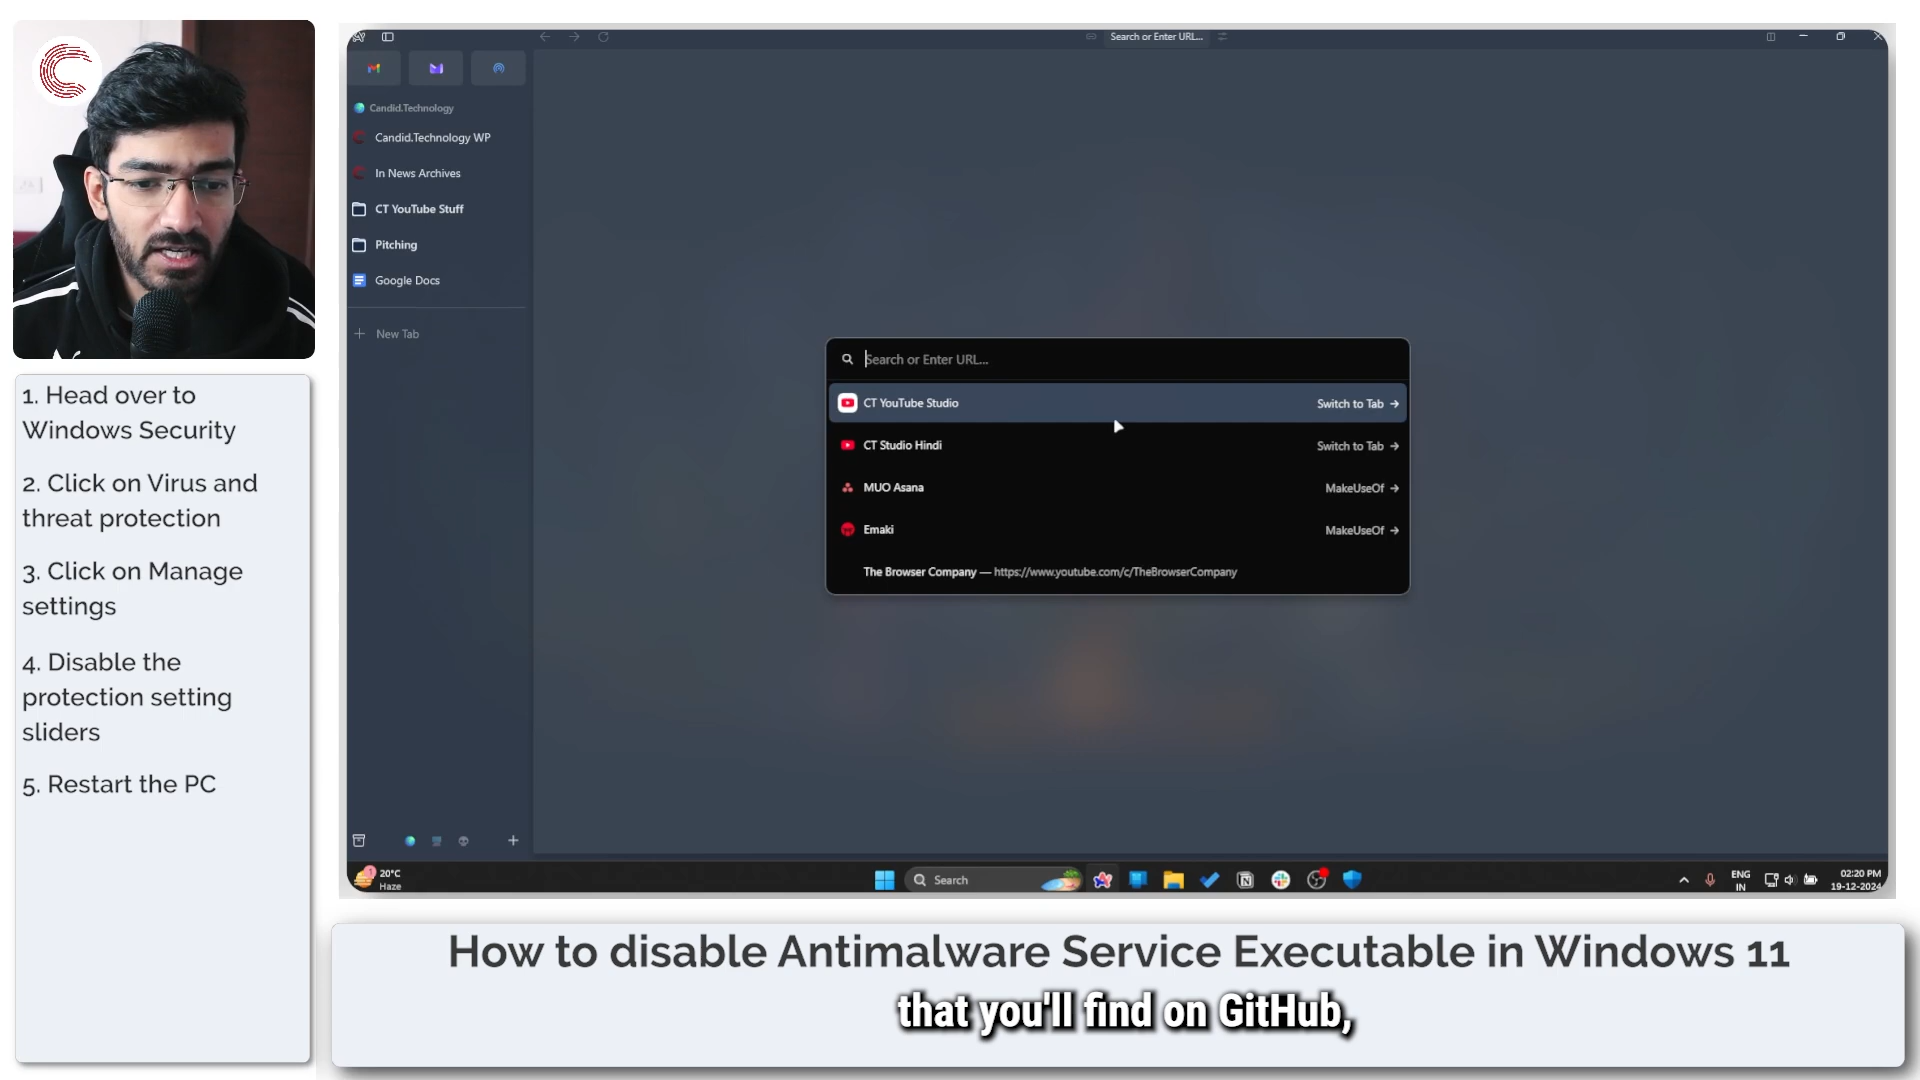 1. Head over to
Windows Security
2. Click on Virus and
threat protection
3. Click on Manage
settings
4. Disable the
protection setting
sliders
5. Restart the PC
Search or Enter URL...
Candid.Technology
Candid.Technology WP
In News Archives
CT YouTube Stuff
Pitching
Google Docs
New Tab
Search or Enter URL...
CT YouTube Studio Switch to Tab →
CT Studio Hindi Switch to Tab →
MUO Asana MakeUseOf →
Emaki MakeUseOf →
The Browser Company — https://www.youtube.com/c/TheBrowserCompany
20°C
Haze
Search
ENG
IN
02:20 PM
19-12-2024
How to disable Antimalware Service Executable in Windows 11
that you'll find on GitHub,